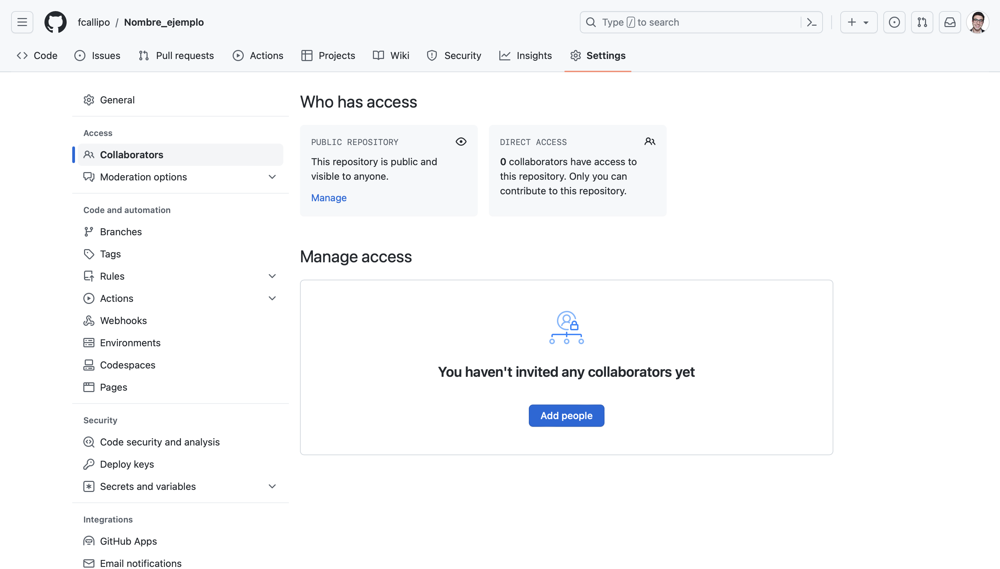 fcallipo / Nombre_ejemplo
Type / to search
Code
Issues
Pull requests
Actions
Projects
Wiki
Security
Insights
Settings
General
Access
Collaborators
Moderation options
Code and automation
Branches
Tags
Rules
Actions
Webhooks
Environments
Codespaces
Pages
Security
Code security and analysis
Deploy keys
Secrets and variables
Integrations
GitHub Apps
Email notifications
Who has access
PUBLIC REPOSITORY
This repository is public and
visible to anyone.
Manage
DIRECT ACCESS
0 collaborators have access to
this repository. Only you can
contribute to this repository.
Manage access
You haven't invited any collaborators yet
Add people